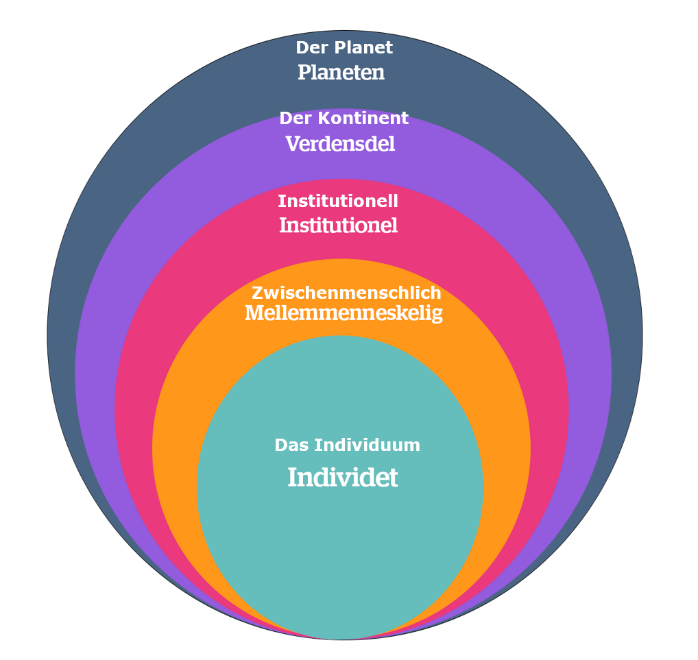 Der Planet
Planeten
Der Kontinent
Verdensdel
Institutionell
Institutionel
Zwischenmenschlich
Mellemmenneskelig
Das Individuum
Individet